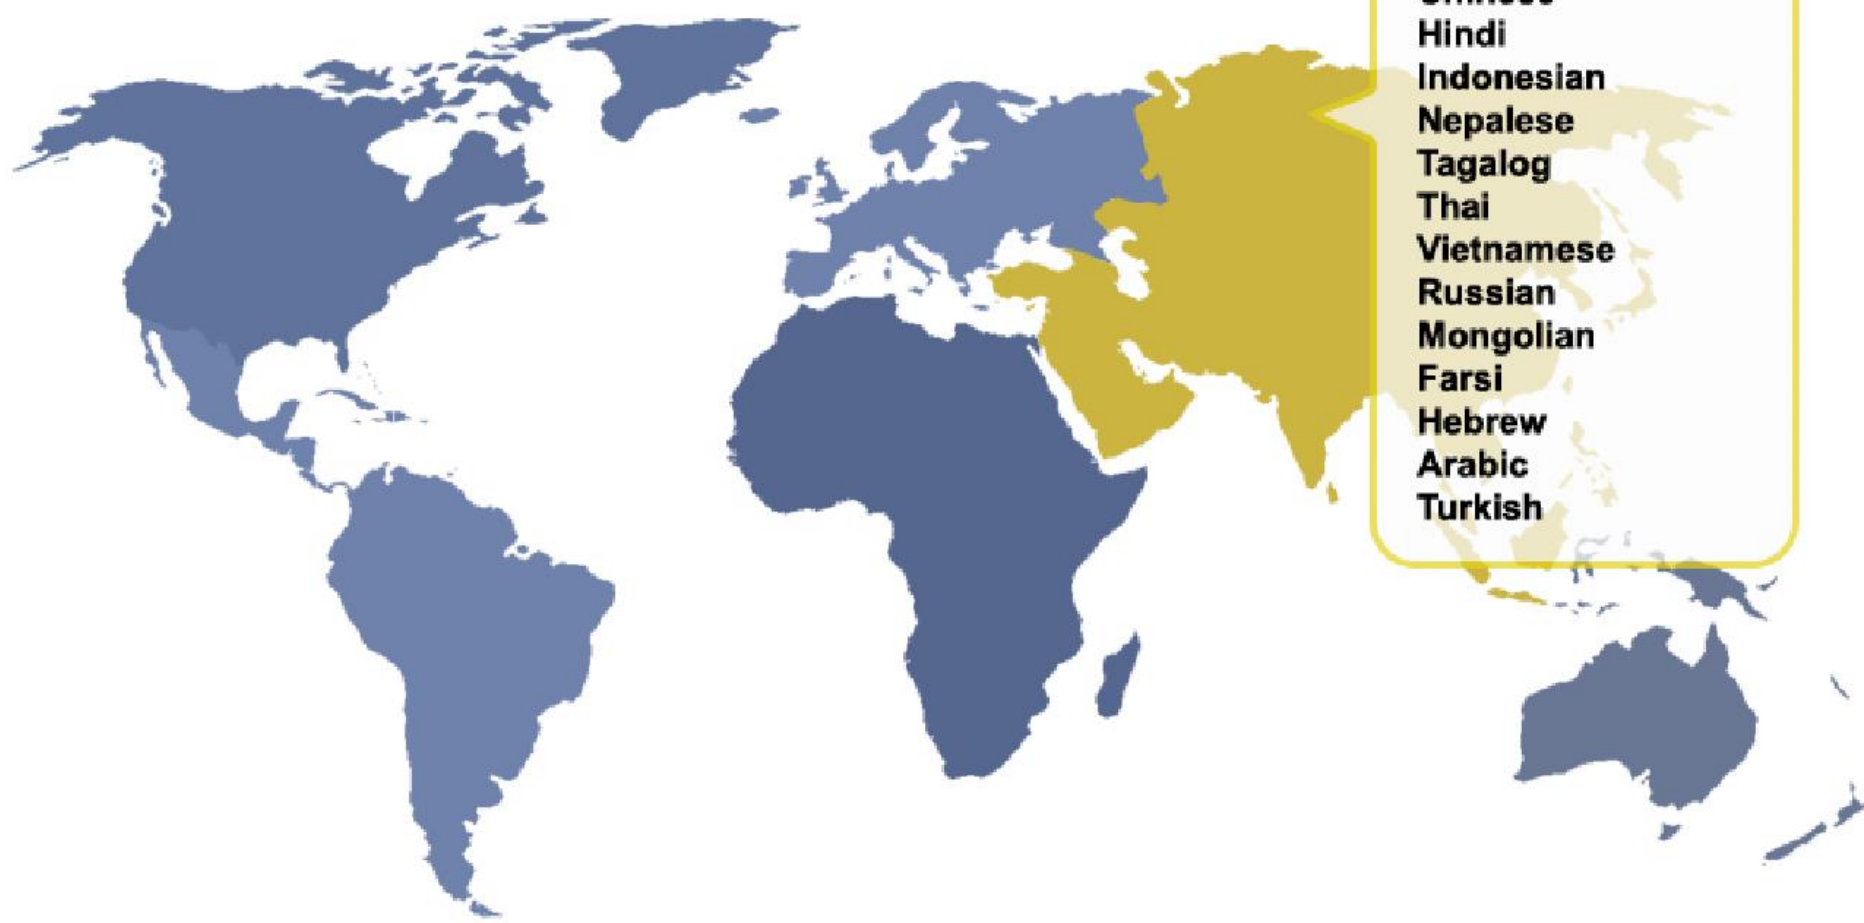 Hindi
Indonesian
Nepalese
Tagalog
Thai
Vietnamese
Russian
Mongolian
Farsi
Hebrew
Arabic
Turkish